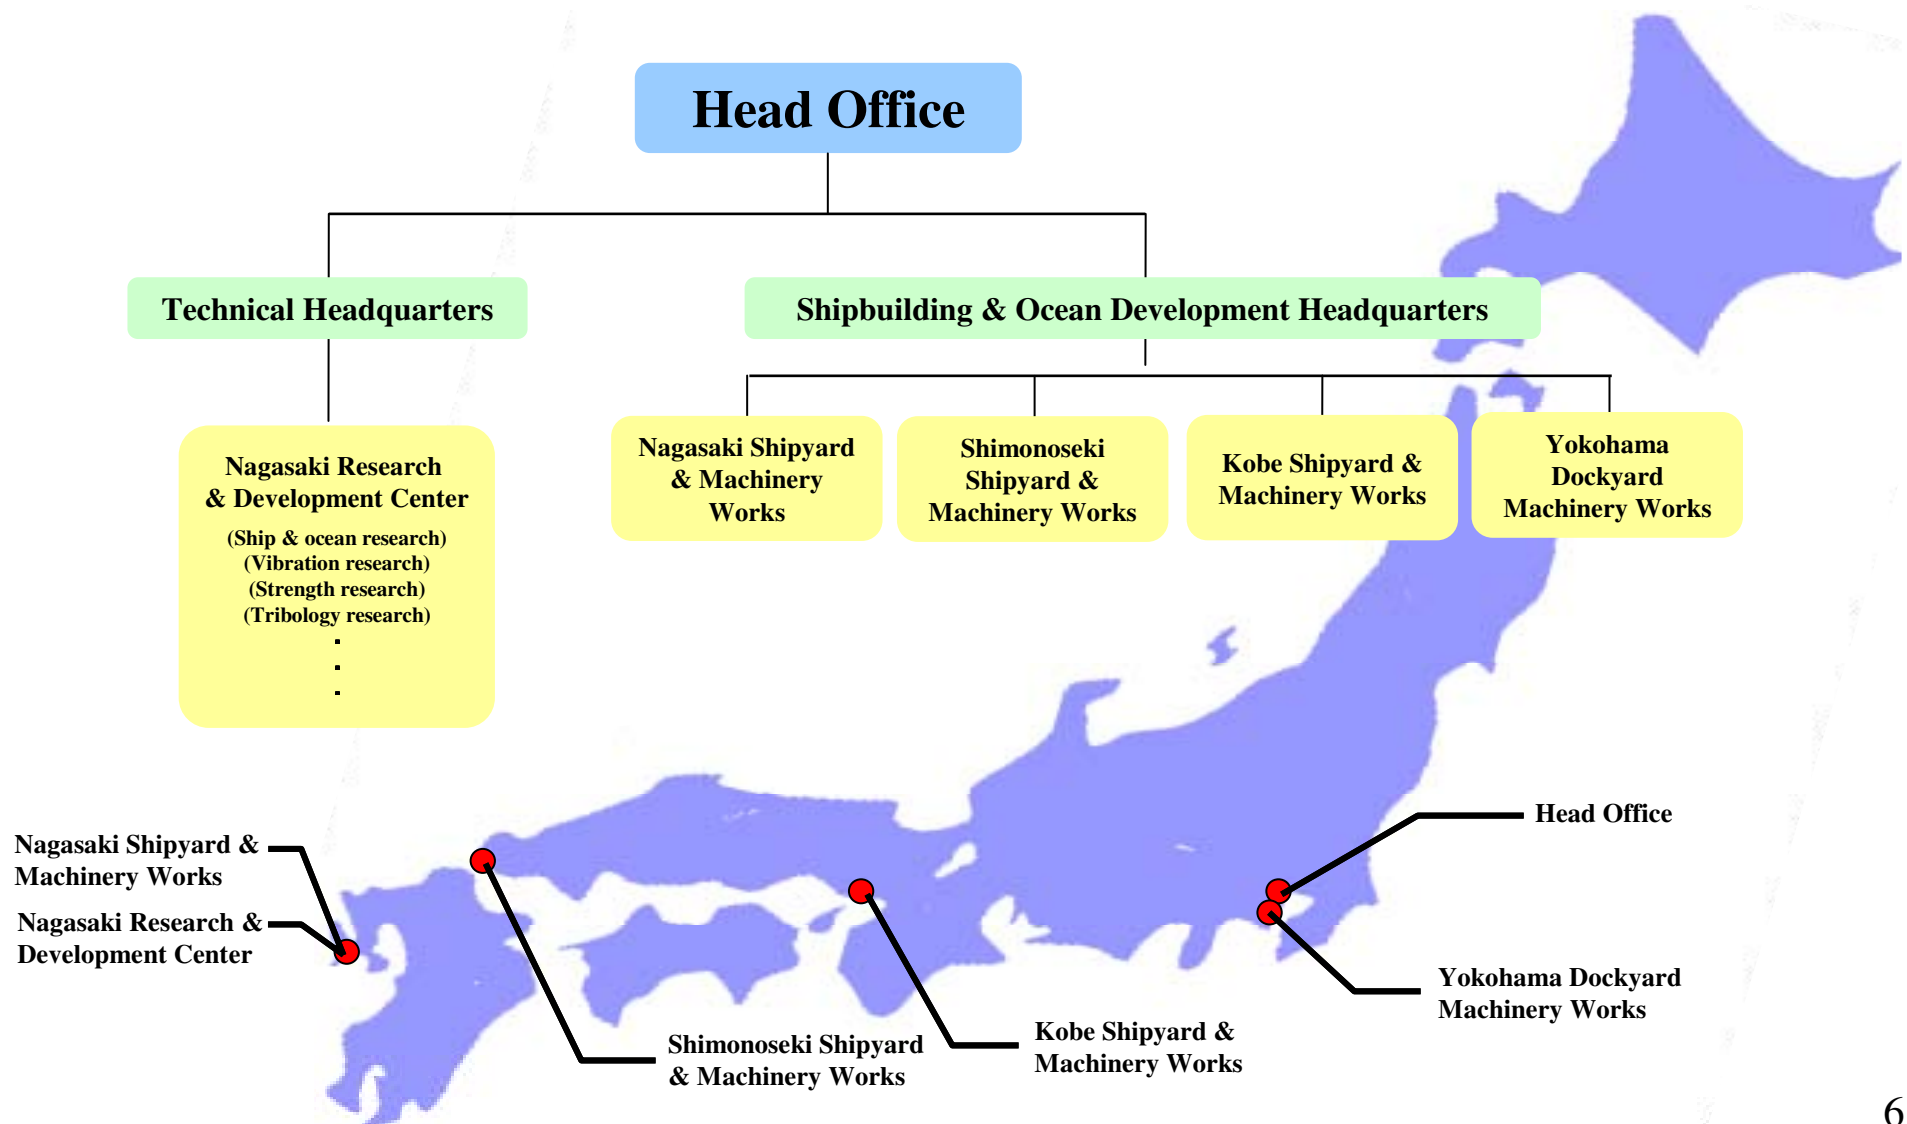 Head Office
Technical Headquarters
Shipbuilding & Ocean Development Headquarters
Nagasaki Research
& Development Center
(Ship & ocean research)
(Vibration research)
(Strength research)
(Tribology research)
.
.
.
Nagasaki Shipyard
& Machinery
Works
Shimonoseki
Shipyard &
Machinery Works
Kobe Shipyard &
Machinery Works
Yokohama
Dockyard
Machinery Works
Head Office
Nagasaki Shipyard &
Machinery Works
Nagasaki Research &
Development Center
Yokohama Dockyard
Machinery Works
Shimonoseki Shipyard
& Machinery Works
Kobe Shipyard &
Machinery Works
6